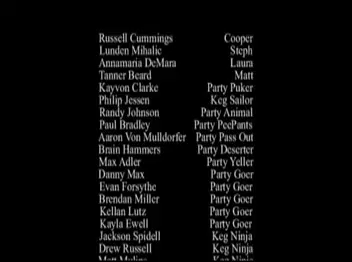 Russell Cummings Cooper
Lunden Mihalic Steph
Annamaria DeMara Laura
Tanner Beard Matt
Kayvon Clarke Party Puker
Philip Jessen Keg Sailor
Randy Johnson Party Animal
Paul Bradley Party PeePants
Aaron Von Mulldorfer Party Pass Out
Brain Hammers Party Deserter
Max Adler Party Yeller
Danny Max Party Goer
Evan Forsythe Party Goer
Brendan Miller Party Goer
Kellan Lutz Party Goer
Kayla Ewell Party Goer
Jackson Spidell Keg Ninja
Drew Russell Keg Ninja